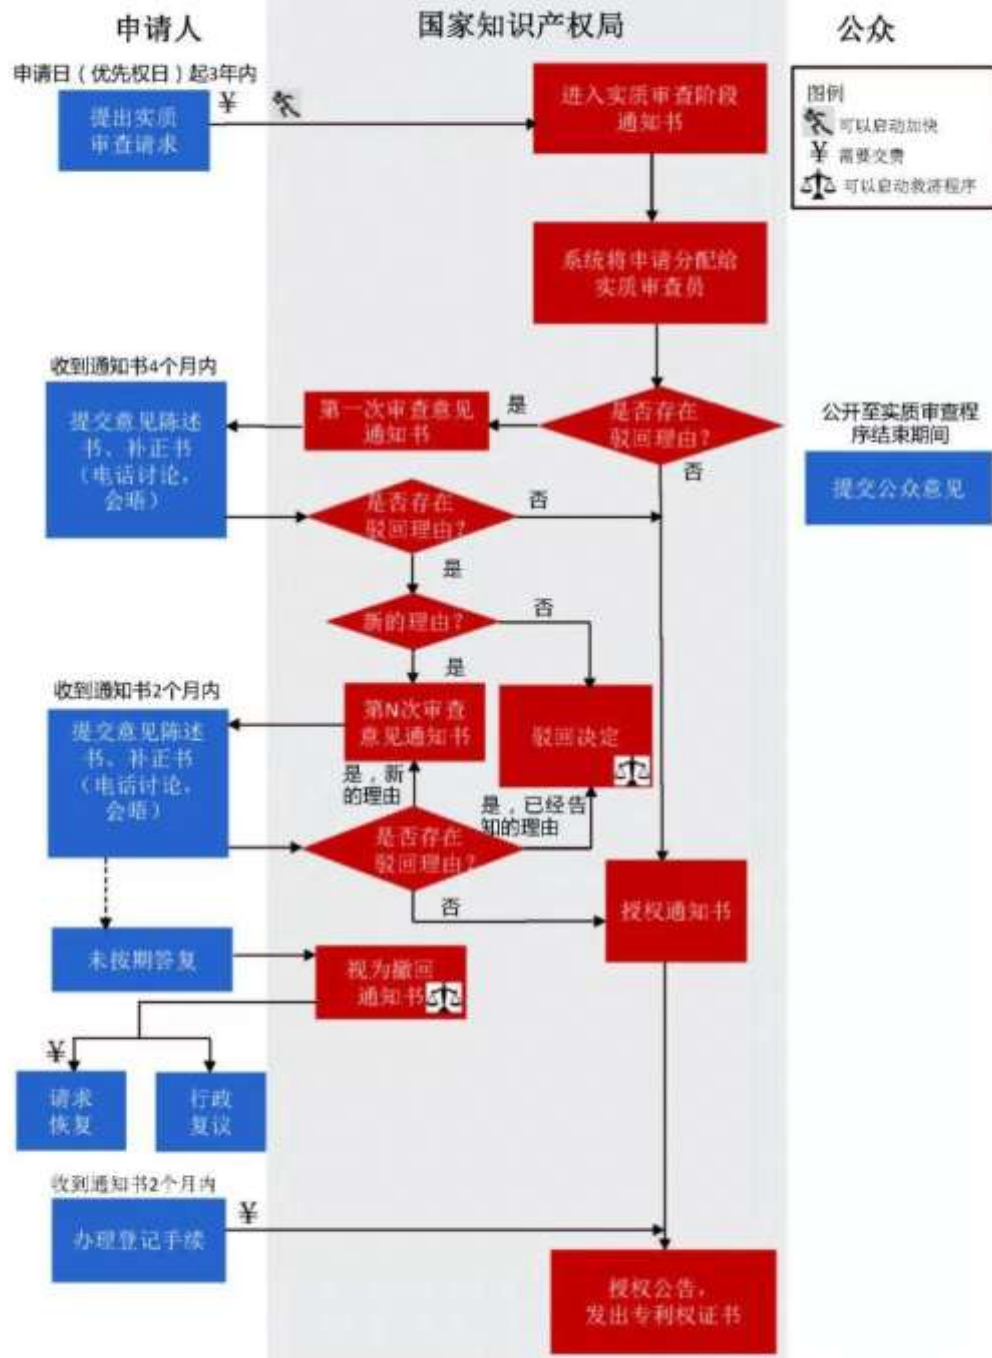 申请人
国家知识产权局
公众
申请日（优先权日）起3年内
提出实质
审查请求
¥
进入实质审查阶段
通知书
图例
可以启动加快
¥ 需要交费
可以启动救济程序
系统将申请分配给
实质审查员
收到通知书4个月内
提交意见陈述
书、补正书
（电话讨论，
会晤）
第一次审查意见
通知书
是
是否存在
驳回理由？
否
公开至实质审查程
序结束期间
提交公众意见
是否存在
驳回理由？
否
是
新的理由？
否
是
收到通知书2个月内
提交意见陈述
书、补正书
（电话讨论，
会晤）
第N次审查
意见通知书
驳回决定
是，新
的理由
是，已经告
知的理由
是否存在
驳回理由？
否
授权通知书
未按期答复
视为撤回
通知书
¥
请求
恢复
行政
复议
收到通知书2个月内
办理登记手续
¥
授权公告，
发出专利权证书